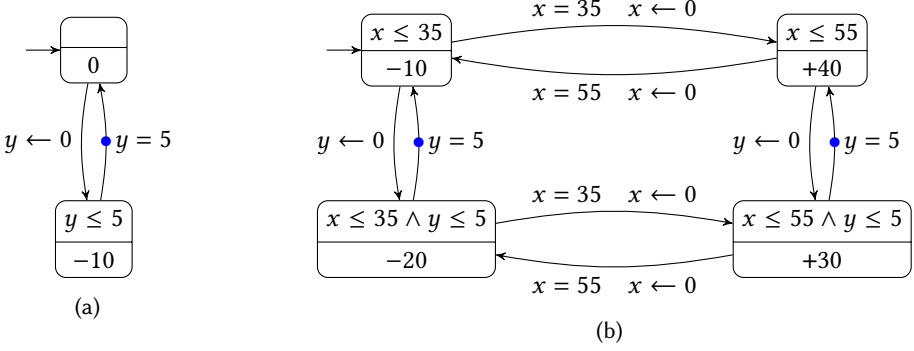 0
y ← 0
y = 5
y ≤ 5
−10
(a)
x ≤ 35
−10
x = 35 x ← 0
x = 55 x ← 0
x ≤ 55
+40
y ← 0
y = 5
y ← 0
y = 5
x ≤ 35 ∧ y ≤ 5
−20
x = 35 x ← 0
x = 55 x ← 0
x ≤ 55 ∧ y ≤ 5
+30
(b)